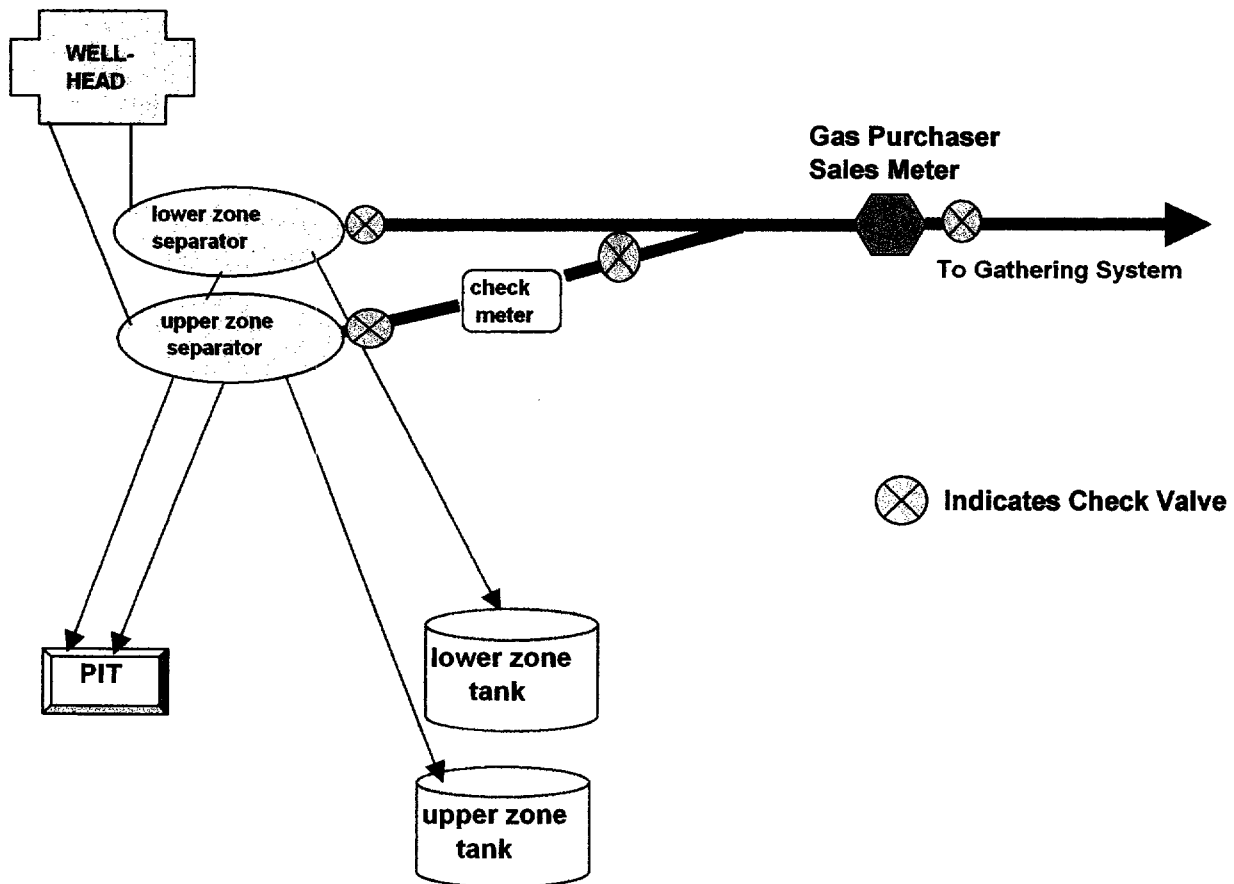 WELL-
HEAD
Gas Purchaser
Sales Meter
lower zone
separator
To Gathering System
check
meter
upper zone
separator
Indicates Check Valve
PIT
lower zone
tank
upper zone
tank